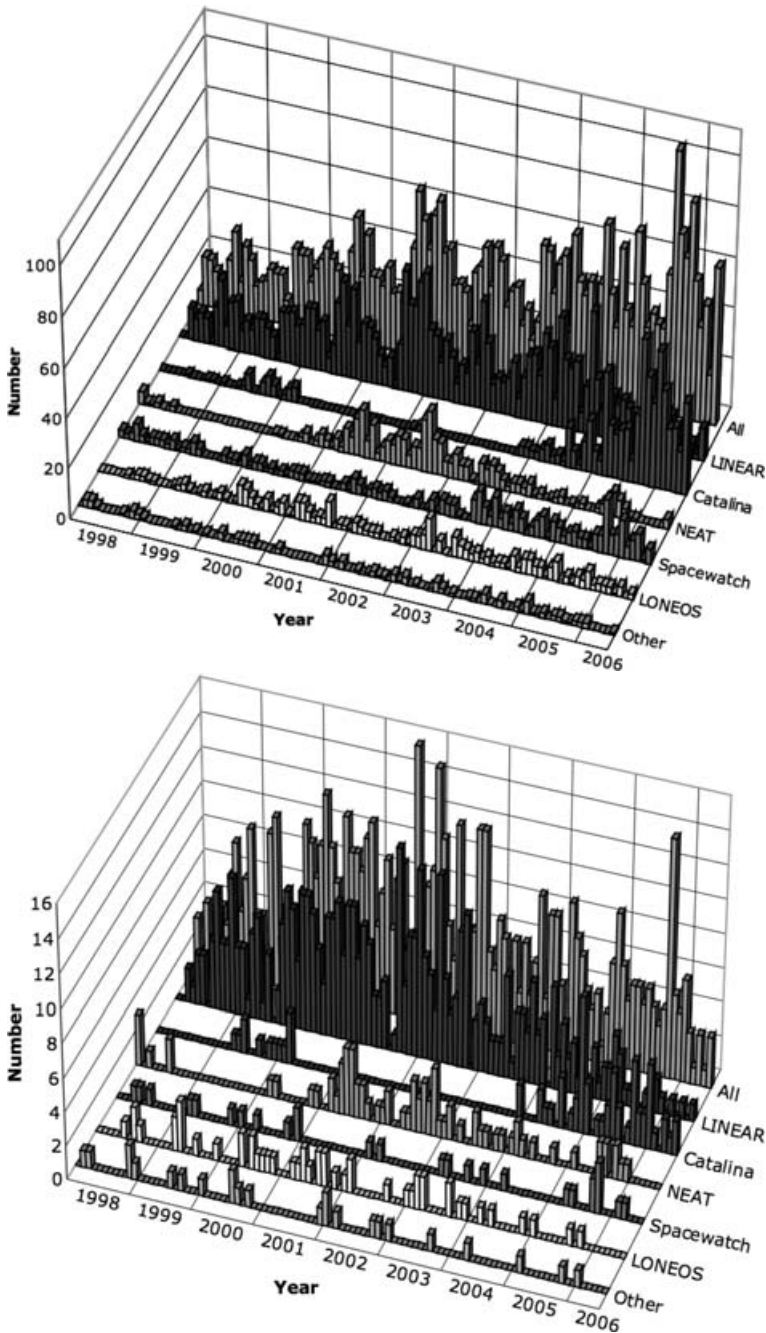 100
80
60
40
20
0
Number
1998
1999
2000
2001
2002
2003
2004
2005
2006
Year
All
LINEAR
Catalina
NEAT
Spacewatch
LONEOS
Other
16
14
12
10
8
6
4
2
0
Number
1998
1999
2000
2001
2002
2003
2004
2005
2006
Year
All
LINEAR
Catalina
NEAT
Spacewatch
LONEOS
Other